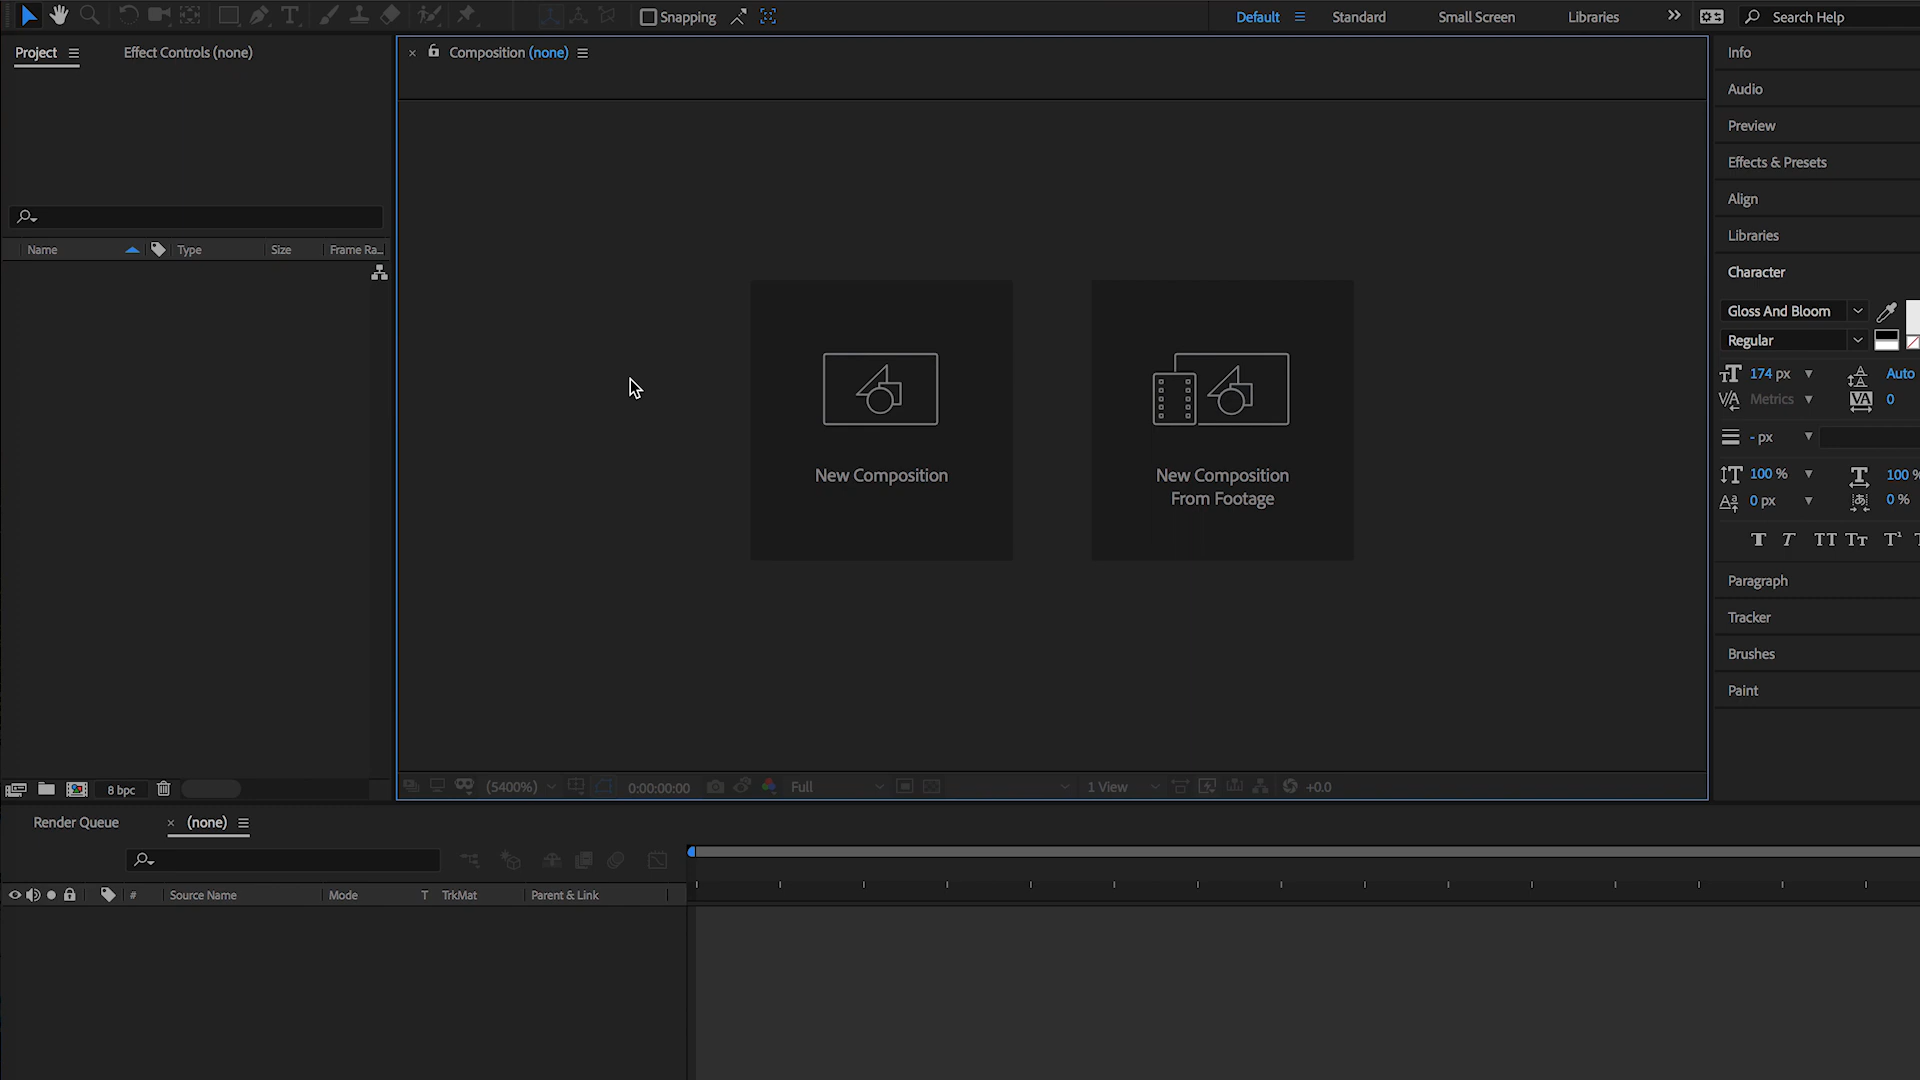 Snapping
Default
Standard
Small Screen
Libraries
Search Help
Project
Effect Controls (none)
Composition (none)
Info
Audio
Preview
Effects & Presets
Align
Libraries
Character
Gloss And Bloom
Regular
174 px
Auto
Metrics
0
- px
100 %
100 %
0 px
0 %
Paragraph
Tracker
Brushes
Paint
Name
Type
Size
Frame Ra...
New Composition
New Composition
From Footage
8 bpc
(5400%)
0:00:00:00
Full
1 View
+0.0
Render Queue
(none)
#
Source Name
Mode
T
TrkMat
Parent & Link